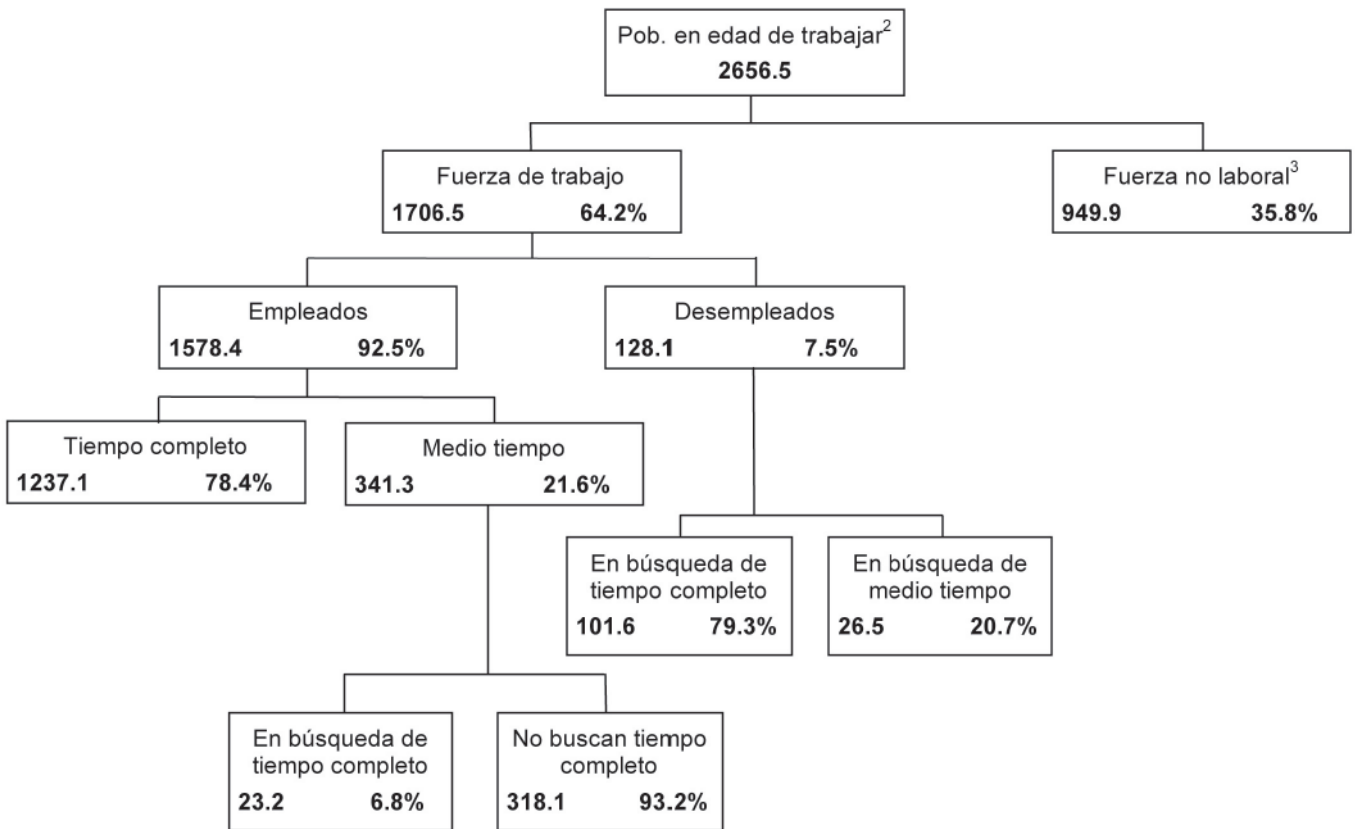 Pob. en edad de trabajar²
2656.5
Fuerza de trabajo
1706.5 64.2%
Fuerza no laboral³
949.9 35.8%
Empleados
1578.4 92.5%
Desempleados
128.1 7.5%
Tiempo completo
1237.1 78.4%
Medio tiempo
341.3 21.6%
En búsqueda de
tiempo completo
101.6 79.3%
En búsqueda de
medio tiempo
26.5 20.7%
En búsqueda de
tiempo completo
23.2 6.8%
No buscan tiempo
completo
318.1 93.2%